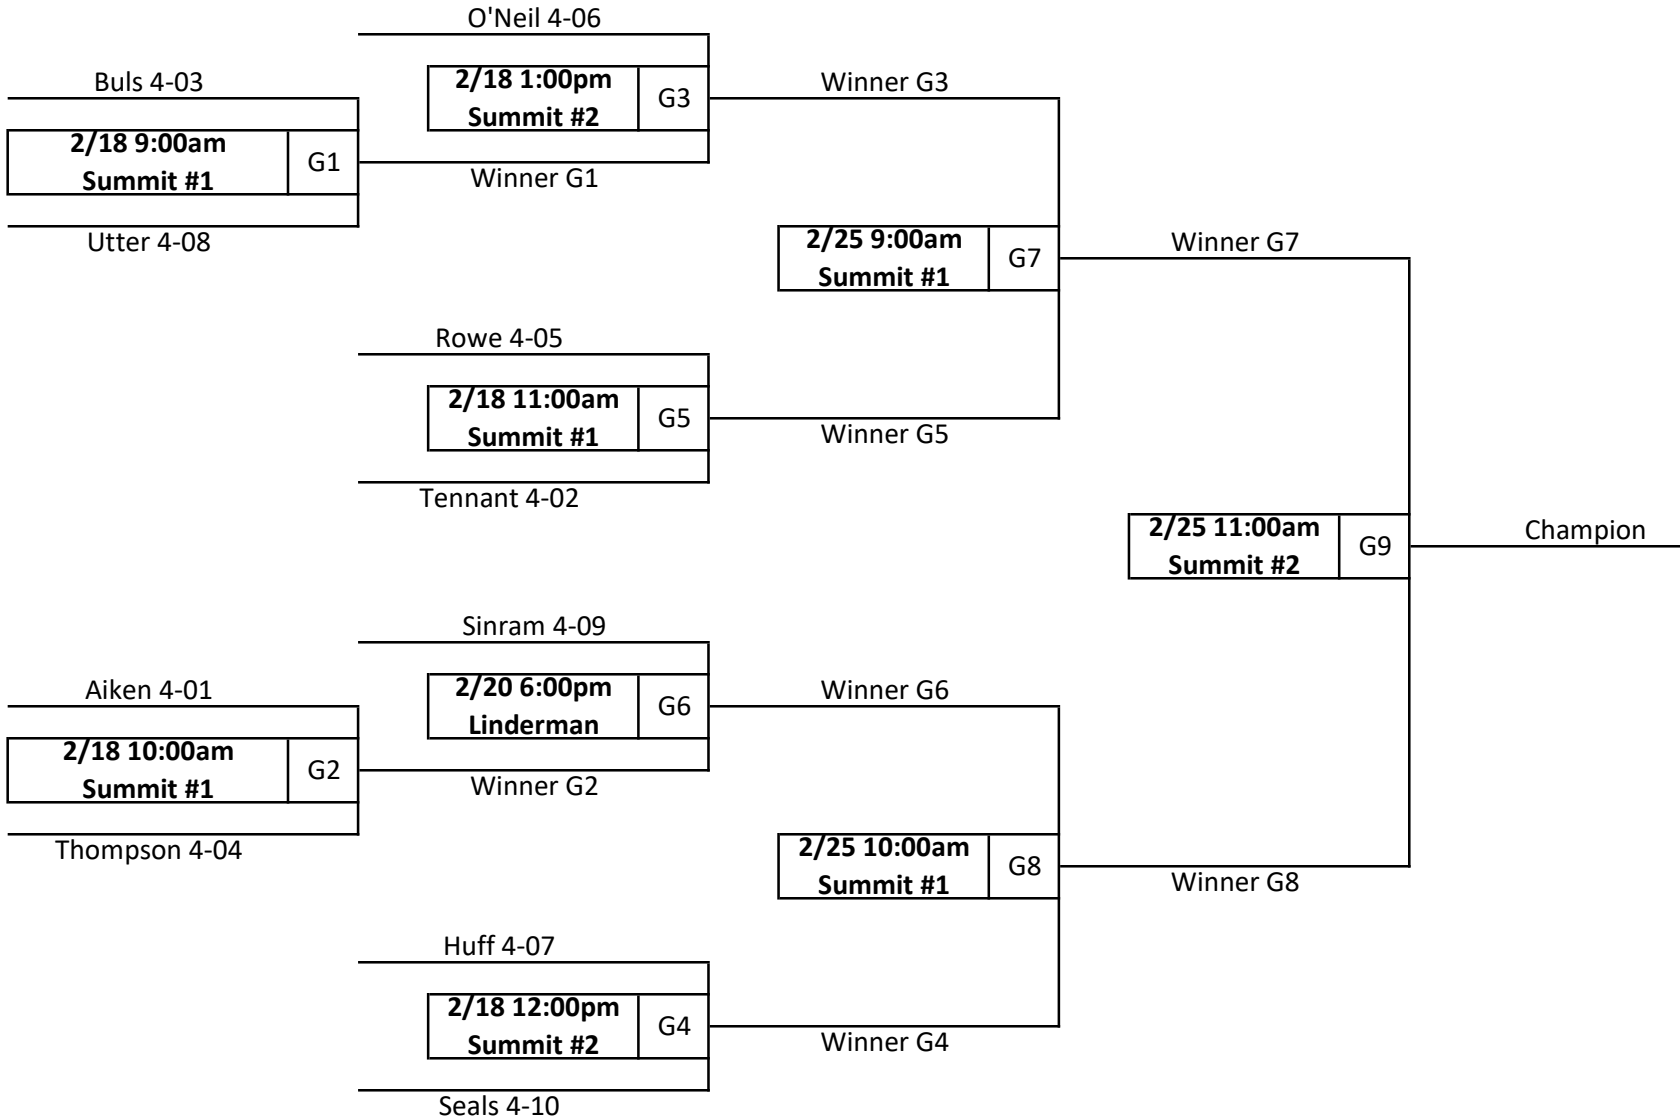 O'Neil 4-06
Buls 4-03
2/18 1:00pm
Summit #2
G3
Winner G3
2/18 9:00am
Summit #1
G1
Winner G1
Utter 4-08
2/25 9:00am
Summit #1
G7
Winner G7
Rowe 4-05
2/18 11:00am
Summit #1
G5
Winner G5
Tennant 4-02
2/25 11:00am
Summit #2
G9
Champion
Sinram 4-09
Aiken 4-01
2/20 6:00pm
Linderman
G6
Winner G6
2/18 10:00am
Summit #1
G2
Winner G2
Thompson 4-04
2/25 10:00am
Summit #1
G8
Winner G8
Huff 4-07
2/18 12:00pm
Summit #2
G4
Winner G4
Seals 4-10